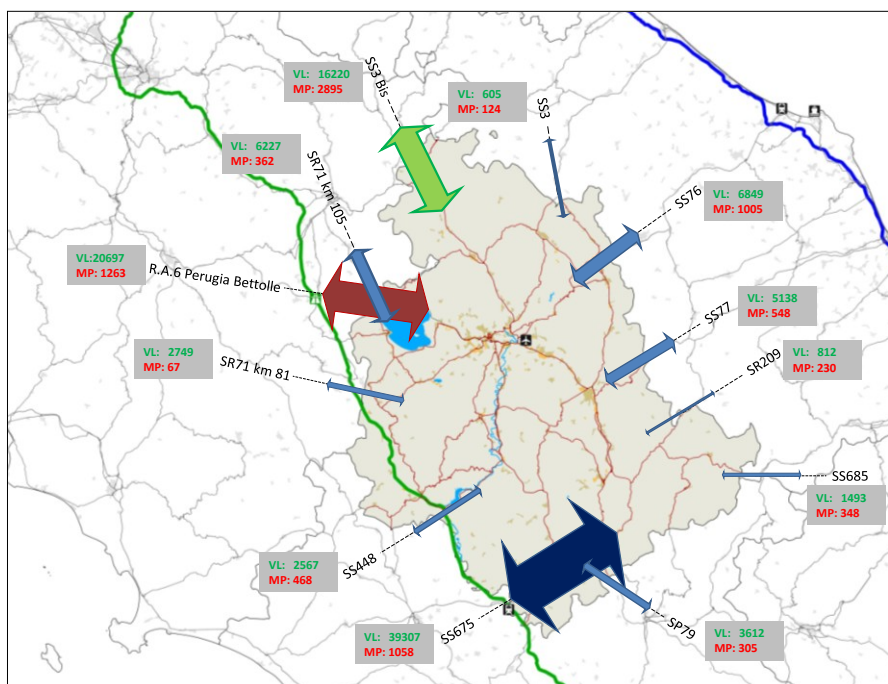 VL: 16220
MP: 2895
SS3 Bis
VL: 605
MP: 124
SS3
VL: 6227
MP: 362
SR71 km 105
VL: 6849
MP: 1005
SS76
VL:20697
MP: 1263
R.A.6 Perugia Bettolle
VL: 5138
MP: 548
SS77
VL: 2749
MP: 67
SR71 km 81
VL: 812
MP: 230
SR209
SS685
VL: 1493
MP: 348
VL: 2567
MP: 468
SS448
SS675
VL: 39307
MP: 1058
SP79
VL: 3612
MP: 305